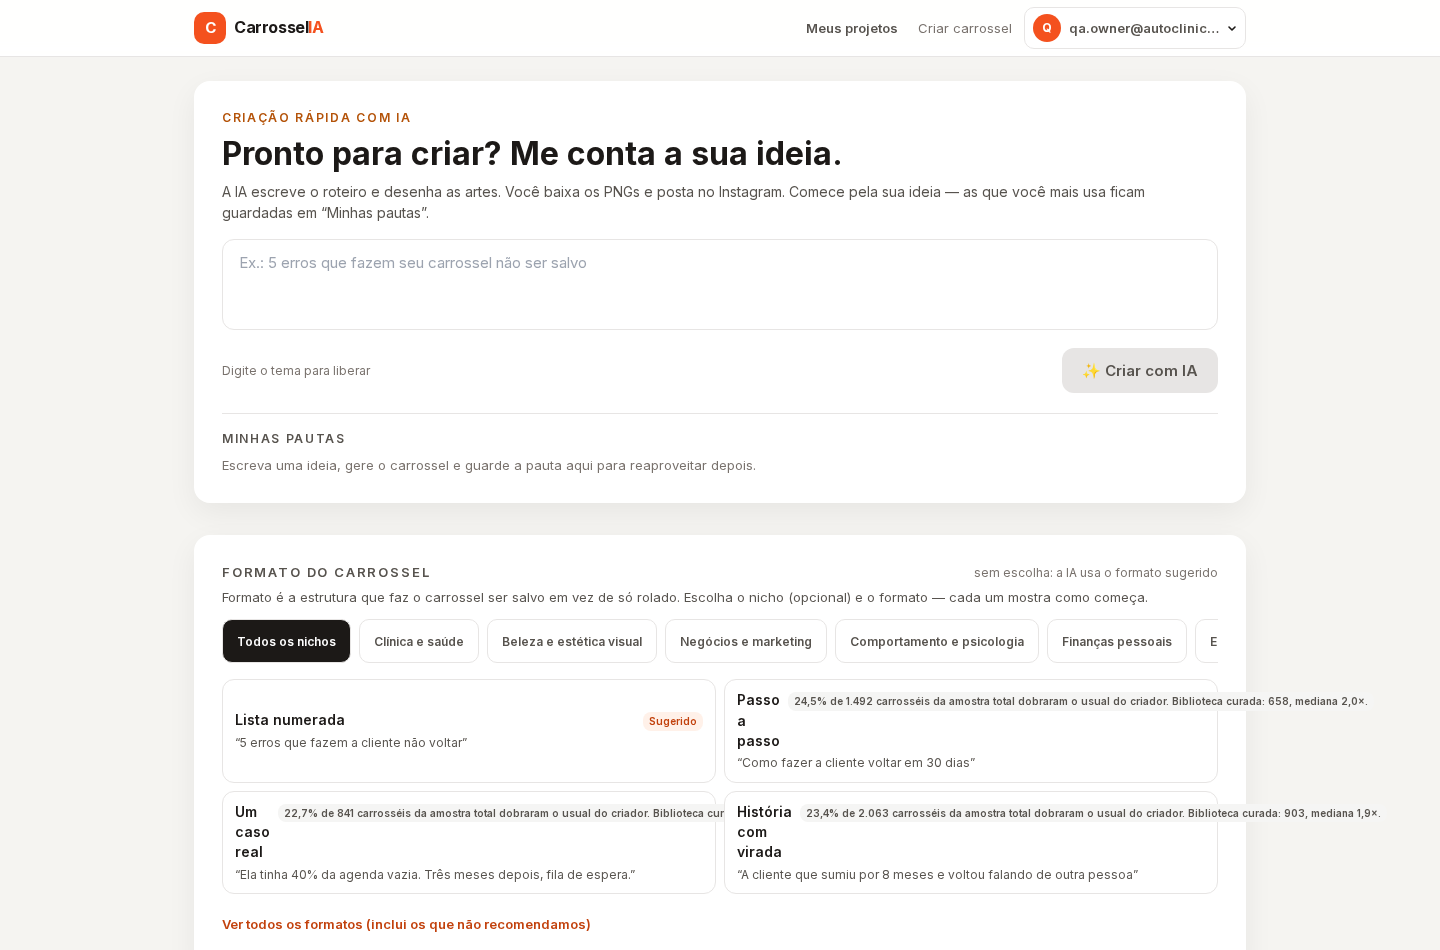 C CarrosselIA
Meus projetos Criar carrossel Q qa.owner@autoclinic...
CRIAÇÃO RÁPIDA COM IA
Pronto para criar? Me conta a sua ideia.
A IA escreve o roteiro e desenha as artes. Você baixa os PNGs e posta no Instagram. Comece pela sua ideia — as que você mais usa ficam
guardadas em “Minhas pautas”.
Ex.: 5 erros que fazem seu carrossel não ser salvo
Digite o tema para liberar
✨ Criar com IA
MINHAS PAUTAS
Escreva uma ideia, gere o carrossel e guarde a pauta aqui para reaproveitar depois.
FORMATO DO CARROSSEL
sem escolha: a IA usa o formato sugerido
Formato é a estrutura que faz o carrossel ser salvo em vez de só rolado. Escolha o nicho (opcional) e o formato — cada um mostra como começa.
Todos os nichos Clínica e saúde Beleza e estética visual Negócios e marketing Comportamento e psicologia Finanças pessoais E
Lista numerada
Sugerido
“5 erros que fazem a cliente não voltar”
Passo
a
passo
24,5% de 1.492 carrosséis da amostra total dobraram o usual do criador. Biblioteca curada: 658, mediana 2,0×.
“Como fazer a cliente voltar em 30 dias”
Um
caso
real
22,7% de 841 carrosséis da amostra total dobraram o usual do criador. Biblioteca cur
“Ela tinha 40% da agenda vazia. Três meses depois, fila de espera.”
História
com
virada
23,4% de 2.063 carrosséis da amostra total dobraram o usual do criador. Biblioteca curada: 903, mediana 1,9×.
“A cliente que sumiu por 8 meses e voltou falando de outra pessoa”
Ver todos os formatos (inclui os que não recomendamos)